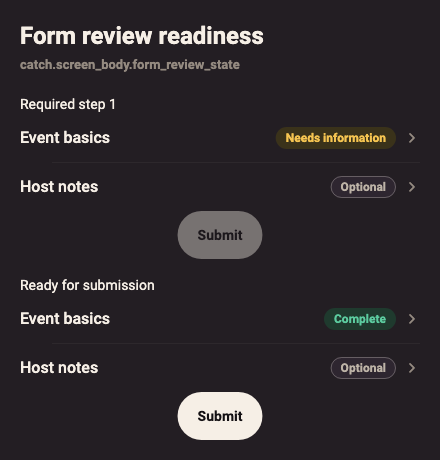 Form review readiness
catch.screen_body.form_review_state
Required step 1
Event basics Needs information
Host notes Optional
Submit
Ready for submission
Event basics Complete
Host notes Optional
Submit